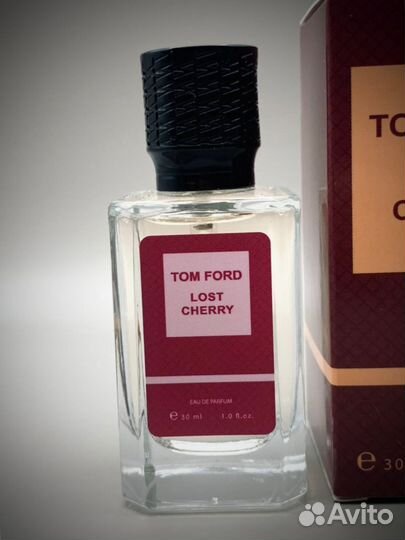 TOM FORD
LOST
CHERRY
EAU DE PARFUM
e 30 ml 1.0 fl.oz.
TO
C
e 30
Avito